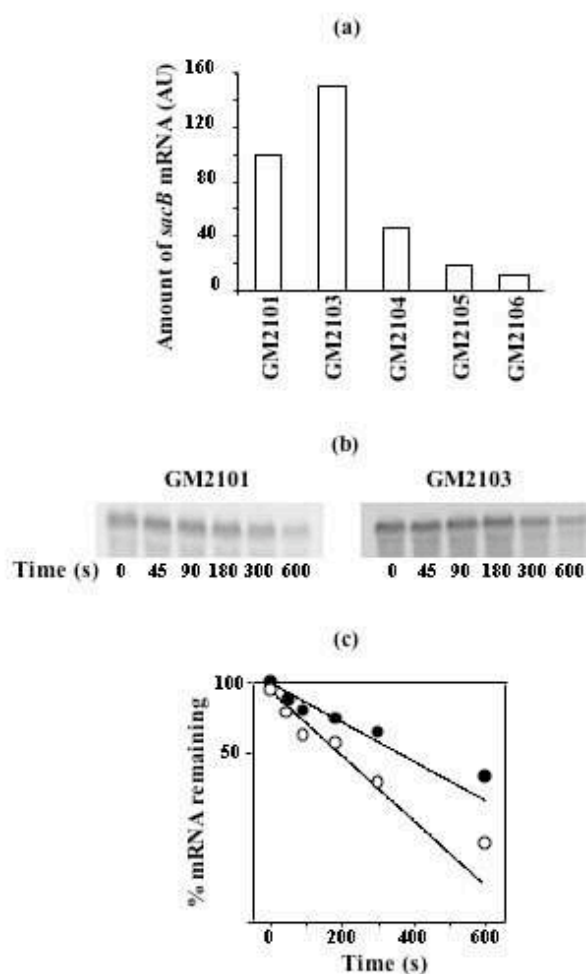 (a)
Amount of sacB mRNA (AU)
160
120
80
40
0
GM2101
GM2103
GM2104
GM2105
GM2106
(b)
GM2101
GM2103
Time (s) 0 45 90 180 300 600 0 45 90 180 300 600
(c)
% mRNA remaining
100
50
0 200 400 600
Time (s)